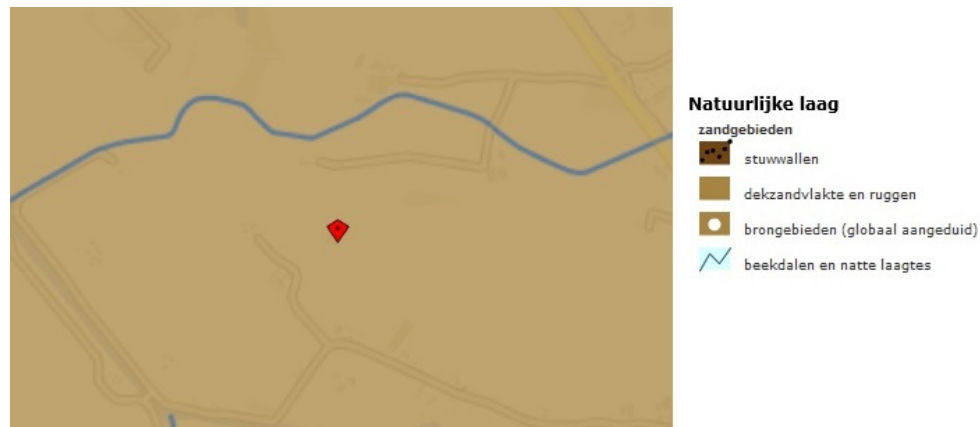 Natuurlijke laag
zandgebieden
stuwwallen
dekzandvlakte en ruggen
brongebieden (globaal aangeduid)
beekdalen en natte laagtes